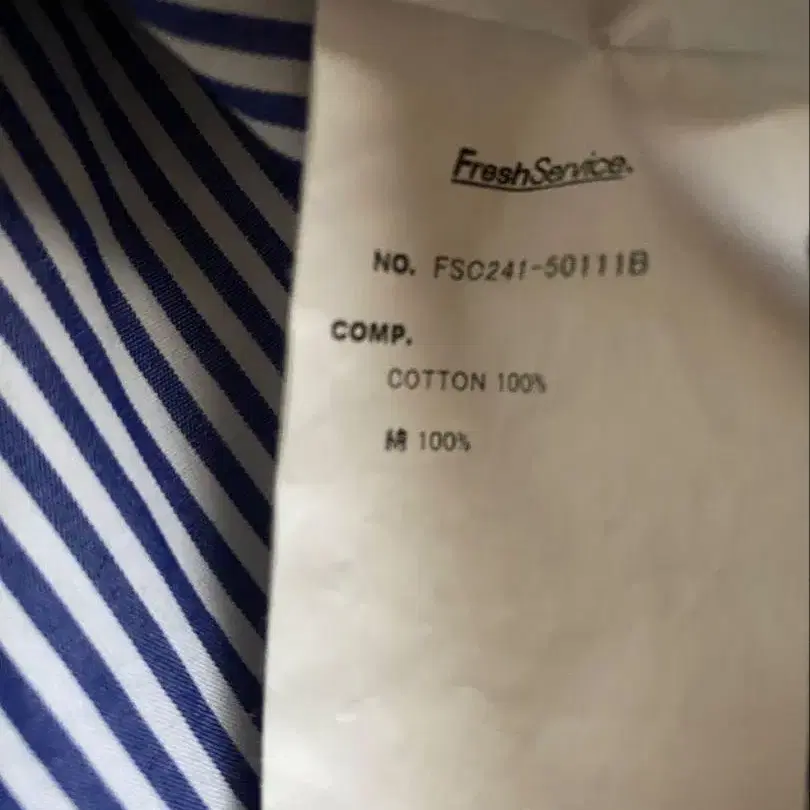 FreshService.
NO. FSC241-50111B
COMP.
COTTON 100%
綿 100%